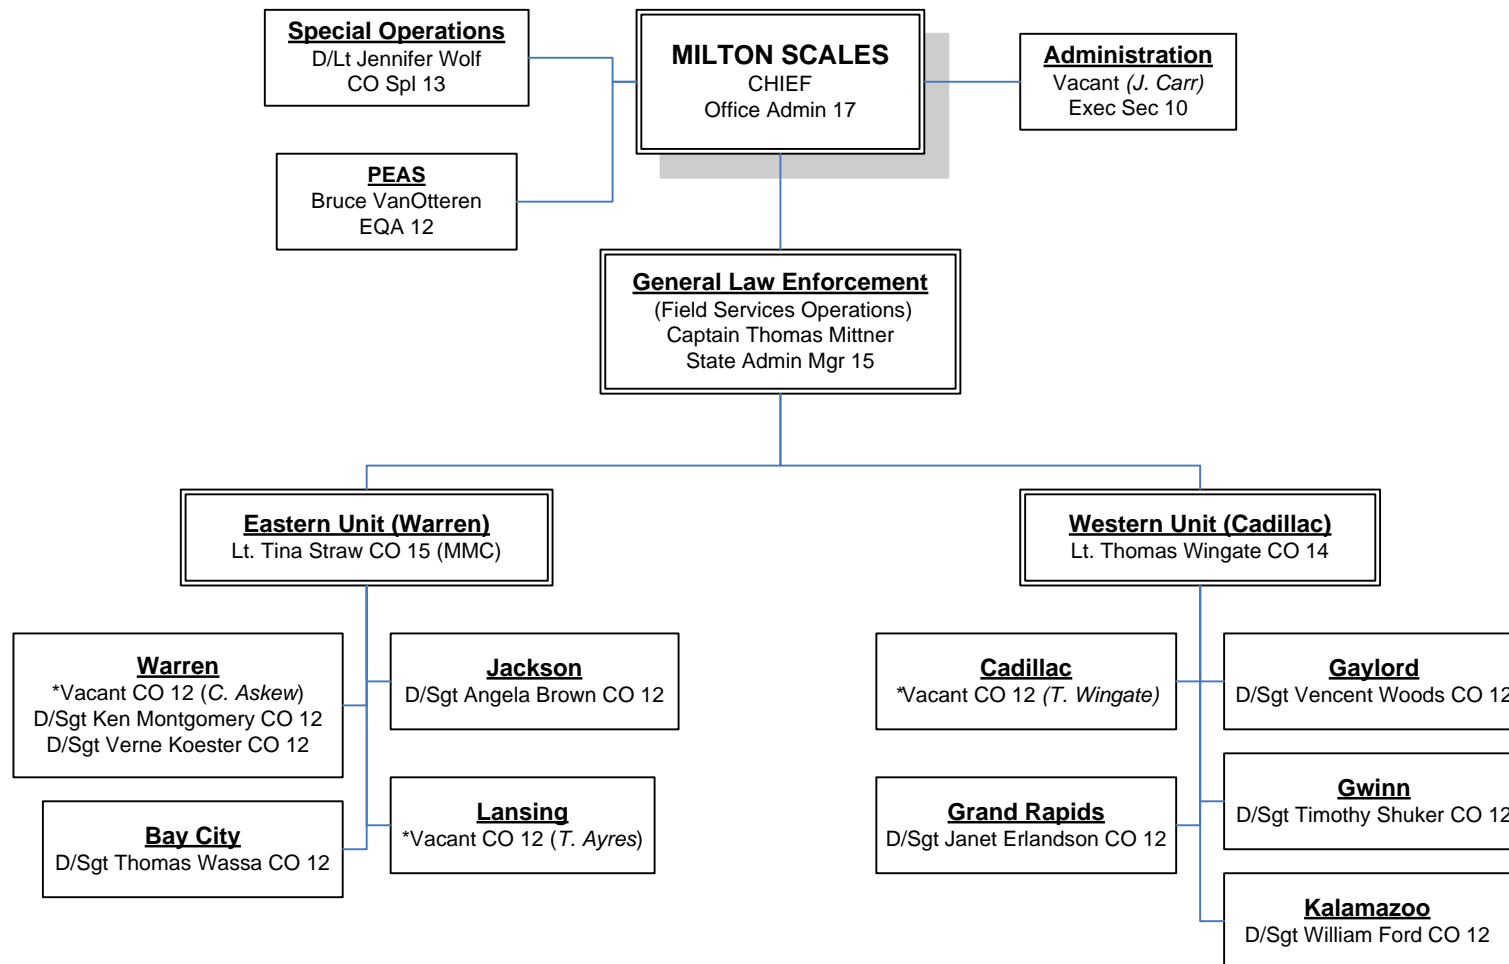 Special Operations
D/Lt Jennifer Wolf
CO Spl 13
MILTON SCALES
CHIEF
Office Admin 17
Administration
Vacant (J. Carr)
Exec Sec 10
PEAS
Bruce VanOtteren
EQA 12
General Law Enforcement
(Field Services Operations)
Captain Thomas Mittner
State Admin Mgr 15
Eastern Unit (Warren)
Lt. Tina Straw CO 15 (MMC)
Western Unit (Cadillac)
Lt. Thomas Wingate CO 14
Warren
*Vacant CO 12 (C. Askew)
D/Sgt Ken Montgomery CO 12
D/Sgt Verne Koester CO 12
Jackson
D/Sgt Angela Brown CO 12
Cadillac
*Vacant CO 12 (T. Wingate)
Gaylord
D/Sgt Vencent Woods CO 12
Bay City
D/Sgt Thomas Wassa CO 12
Lansing
*Vacant CO 12 (T. Ayres)
Grand Rapids
D/Sgt Janet Erlandson CO 12
Gwinn
D/Sgt Timothy Shuker CO 12
Kalamazoo
D/Sgt William Ford CO 12